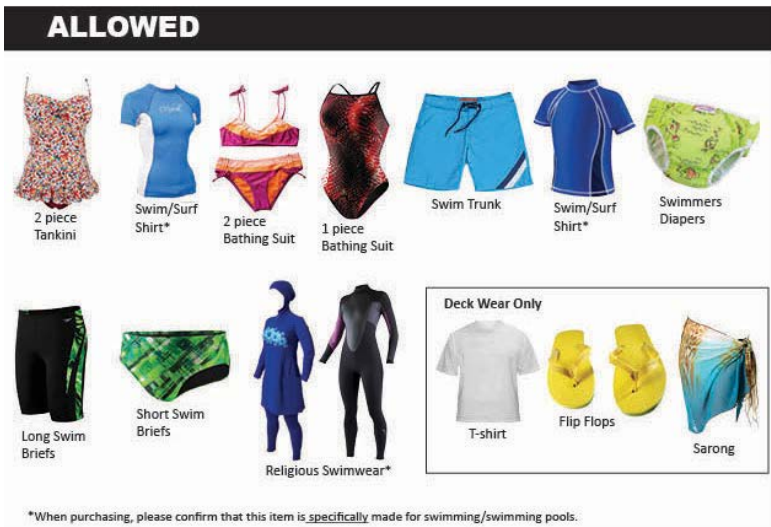 ALLOWED
2 piece
Tankini
Swim/Surf
Shirt*
2 piece
Bathing Suit
1 piece
Bathing Suit
Swim Trunk
Swim/Surf
Shirt*
Swimmers
Diapers
Long Swim
Briefs
Short Swim
Briefs
Religious Swimwear*
Deck Wear Only
T-shirt
Flip Flops
Sarong
*When purchasing, please confirm that this item is specifically made for swimming/swimming pools.